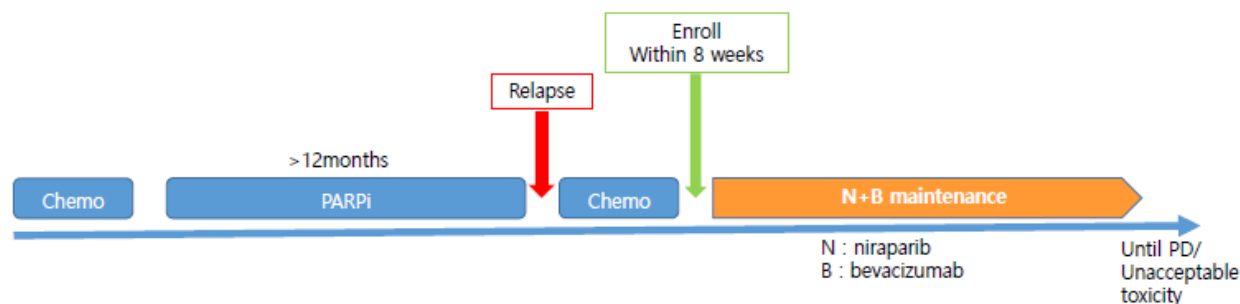 Enroll
Within 8 weeks
Relapse
>12months
Chemo
PARPi
Chemo
N+B maintenance
N : niraparib
B : bevacizumab
Until PD/
Unacceptable
toxicity